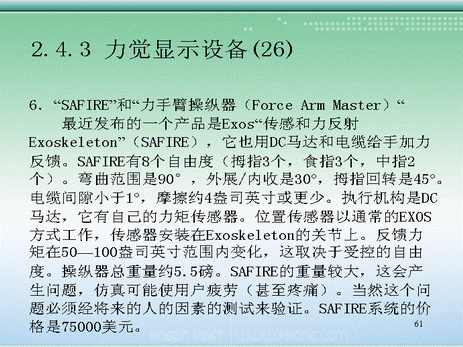 2.4.3 力觉显示设备(26)
6．“SAFIRE”和“力手臂操纵器（Force Arm Master）“
最近发布的一个产品是Exos“传感和力反射
Exoskeleton”（SAFIRE），它也用DC马达和电缆给手加力
反馈。SAFIRE有8个自由度（拇指3个，食指3个，中指2
个）。弯曲范围是90°，外展/内收是30°，拇指回转是45°。
电缆间隙小于1°，摩擦约4盎司英寸或更少。执行机构是DC
马达，它有自己的力矩传感器。位置传感器以通常的EXOS
方式工作，传感器安装在Exoskeleton的关节上。反馈力
矩在50—100盎司英寸范围内变化，这取决于受控的自由
度。操纵器总重量约5.5磅。SAFIRE的重量较大，这会产
生问题，仿真可能使用户疲劳（甚至疼痛）。当然这个问
题必须经将来的人的因素的测试来验证。SAFIRE系统的价
格是75000美元。
61